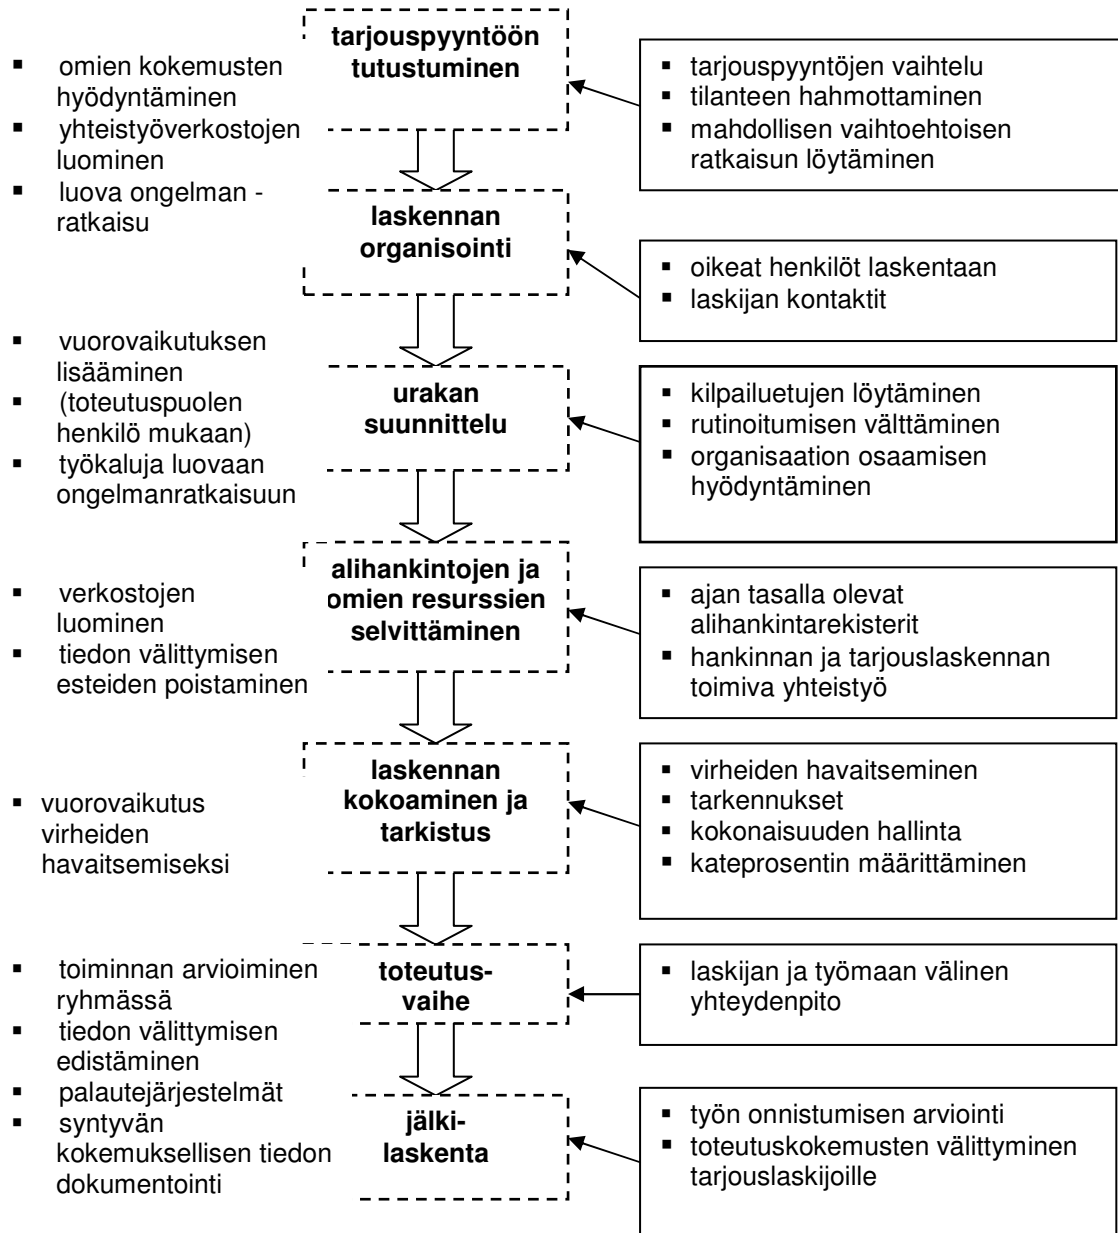 tarjouspyyntöön
tutustuminen
▪ omien kokemusten
hyödyntäminen
▪ yhteistyöverkostojen
luominen
▪ luova ongelman -
ratkaisu
▪ tarjouspyyntöjen vaihtelu
▪ tilanteen hahmottaminen
▪ mahdollisen vaihtoehtoisen
ratkaisun löytäminen
laskennan
organisointi
▪ oikeat henkilöt laskentaan
▪ laskijan kontaktit
▪ vuorovaikutuksen
lisääminen
▪ (toteutuspuolen
henkilö mukaan)
▪ työkaluja luovaan
ongelmanratkaisuun
urakan
suunnittelu
▪ kilpailuetujen löytäminen
▪ rutinoitumisen välttäminen
▪ organisaation osaamisen
hyödyntäminen
alihankintojen ja
omien resurssien
selvittäminen
▪ verkostojen
luominen
▪ tiedon välittymisen
esteiden poistaminen
▪ ajan tasalla olevat
alihankintarekisterit
▪ hankinnan ja tarjouslaskennan
toimiva yhteistyö
laskennan
kokoaminen ja
tarkistus
▪ vuorovaikutus
virheiden
havaitsemiseksi
▪ virheiden havaitseminen
▪ tarkennukset
▪ kokonaisuuden hallinta
▪ kateprosentin määrittäminen
▪ toiminnan arvioiminen
ryhmässä
▪ tiedon välittymisen
edistäminen
▪ palautejärjestelmät
▪ syntyvän
kokemuksellisen tiedon
dokumentointi
toteutus-
vaihe
▪ laskijan ja työmaan välinen
yhteydenpito
jälki-
laskenta
▪ työn onnistumisen arviointi
▪ toteutuskokemusten välittyminen
tarjouslaskijoille